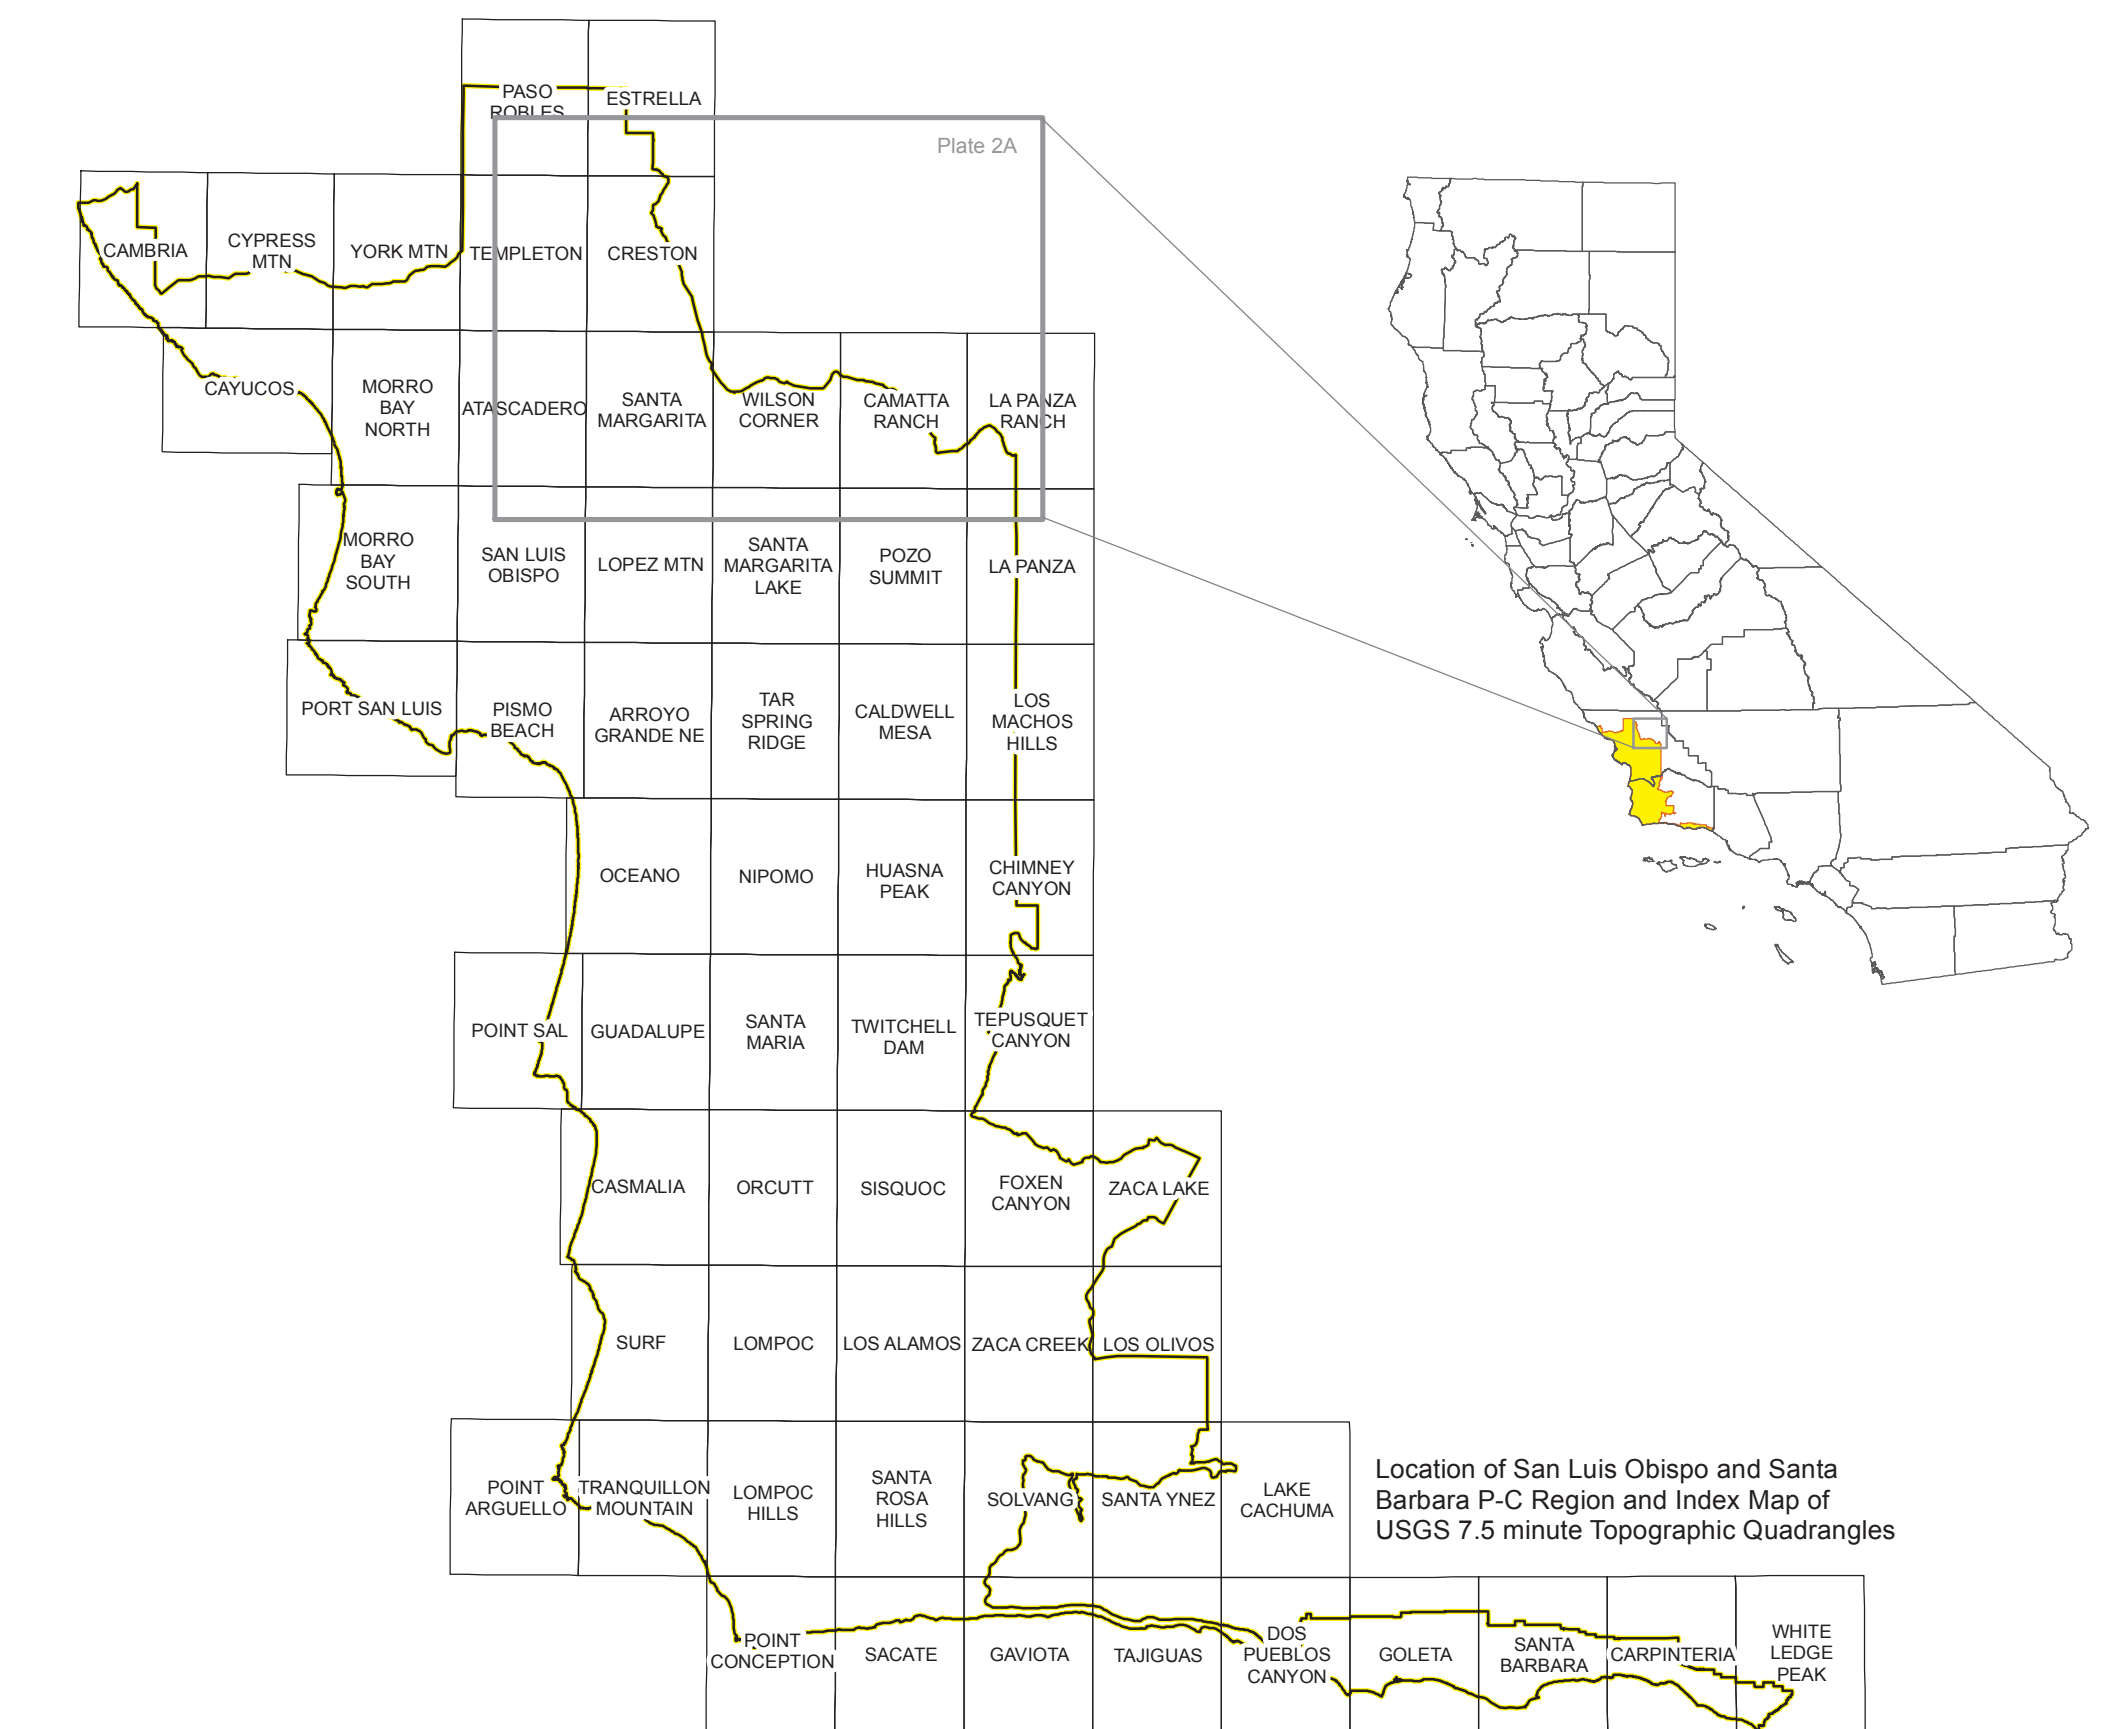 PASO
ROBLES
ESTRELLA
Plate 2A
CAMBRIA
CYPRESS
MTN
YORK MTN
TEMPLETON
CRESTON
CAYUCOS
MORRO
BAY
NORTH
ATASCADERO
SANTA
MARGARITA
WILSON
CORNER
CAMATTA
RANCH
LA PANZA
RANCH
MORRO
BAY
SOUTH
SAN LUIS
OBISPO
LOPEZ MTN
SANTA
MARGARITA
LAKE
POZO
SUMMIT
LA PANZA
PORT SAN LUIS
PISMO
BEACH
ARROYO
GRANDE NE
TAR
SPRING
RIDGE
CALDWELL
MESA
LOS
MACHOS
HILLS
OCEANO
NIPOMO
HUASNA
PEAK
CHIMNEY
CANYON
POINT SAL
GUADALUPE
SANTA
MARIA
TWITCHELL
DAM
TEPUSQUET
CANYON
CASMALIA
ORCUTT
SISQUOC
FOXEN
CANYON
ZACA LAKE
SURF
LOMPOC
LOS ALAMOS
ZACA CREEK
LOS OLIVOS
POINT
ARGUELLO
TRANQUILLON
MOUNTAIN
LOMPOC
HILLS
SANTA
ROSA
HILLS
SOLVANG
SANTA YNEZ
LAKE
CACHUMA
Location of San Luis Obispo and Santa
Barbara P-C Region and Index Map of
USGS 7.5 minute Topographic Quadrangles
POINT
CONCEPTION
SACATE
GAVIOTA
TAJIGUAS
DOS
PUEBLOS
CANYON
GOLETA
SANTA
BARBARA
CARPINTERIA
WHITE
LEDGE
PEAK